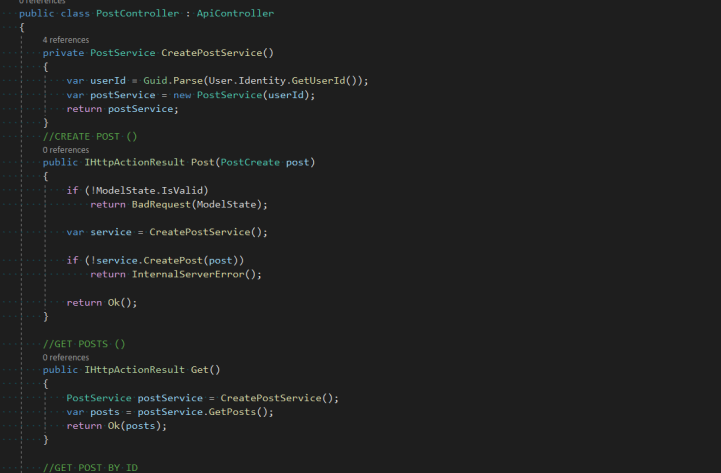 0 references
public class PostController : ApiController
{
4 references
private PostService CreatePostService()
{
var userId = Guid.Parse(User.Identity.GetUserId());
var postService = new PostService(userId);
return postService;
}
//CREATE POST ()
0 references
public IHttpActionResult Post(PostCreate post)
{
if (!ModelState.IsValid)
return BadRequest(ModelState);
var service = CreatePostService();
if (!service.CreatePost(post))
return InternalServerError();
return Ok();
}
//GET POSTS ()
0 references
public IHttpActionResult Get()
{
PostService postService = CreatePostService();
var posts = postService.GetPosts();
return Ok(posts);
}
//GET POST BY ID